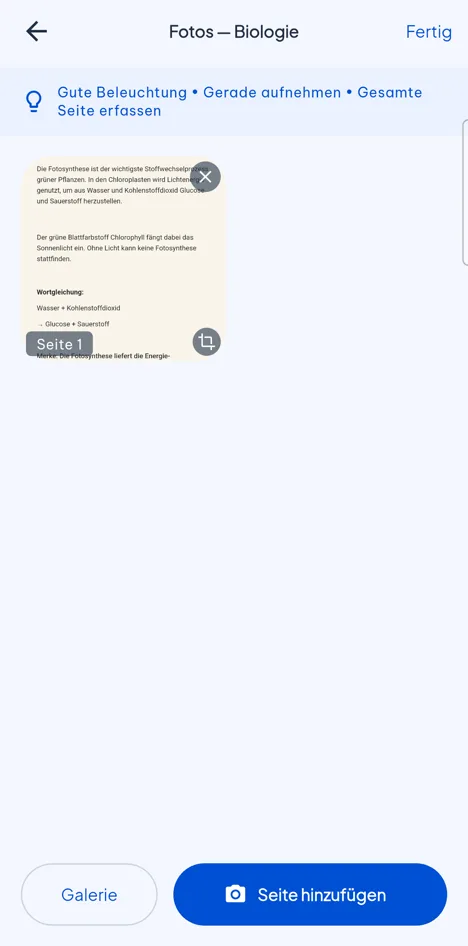 Fotos — Biologie
Fertig
Gute Beleuchtung • Gerade aufnehmen • Gesamte
Seite erfassen
Die Fotosynthese ist der wichtigste Stoffwechselprozess
grüner Pflanzen. In den Chloroplasten wird Lichtenergie
genutzt, um aus Wasser und Kohlenstoffdioxid Glucose
und Sauerstoff herzustellen.
Der grüne Blattfarbstoff Chlorophyll fängt dabei das
Sonnenlicht ein. Ohne Licht kann keine Fotosynthese
stattfinden.
Wortgleichung:
Wasser + Kohlenstoffdioxid
→ Glucose + Sauerstoff
Seite 1
Merke: Die Fotosynthese liefert die Energie-
Galerie
Seite hinzufügen